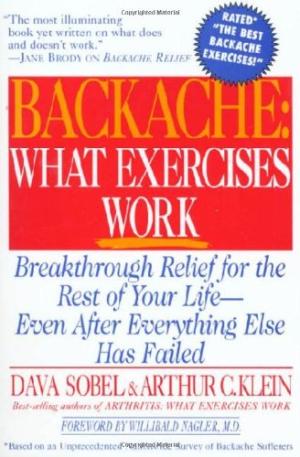 Copyrighted Material
"The most illuminating
book yet written on what does
and doesn't work."
—JANE BRODY ON BACKACHE RELIEF
RATED*
"THE BEST
BACKACHE
EXERCISES!"
BACKACHE:
WHAT EXERCISES
WORK
Breakthrough Relief for the
Rest of Your Life—
Even After Everything Else
Has Failed
DAVA SOBEL & ARTHUR C. KLEIN
Best-selling authors of ARTHRITIS: WHAT EXERCISES WORK
FOREWORD BY WILLIBALD NAGLER, M.D.
*Based on an Unprecedented Survey of Backache Sufferers